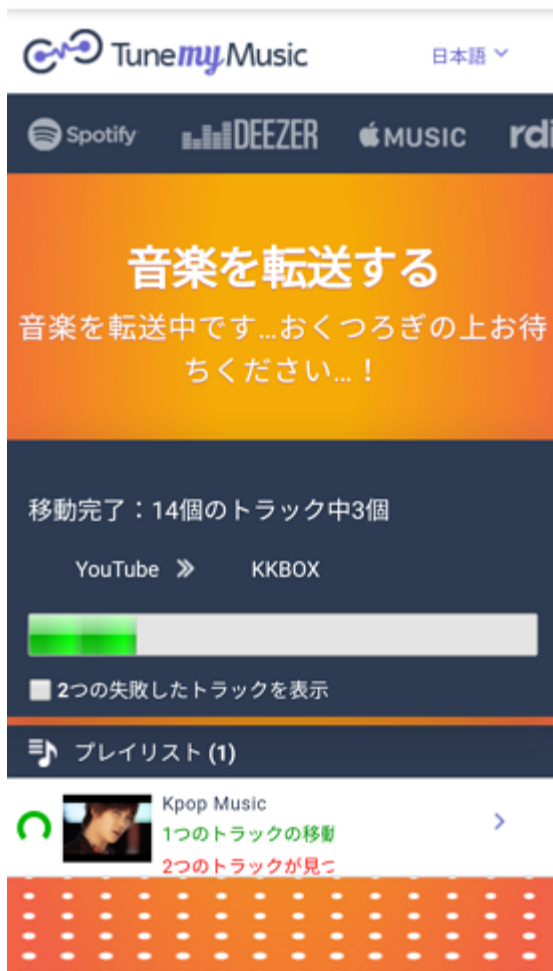 TunemyMusic
日本語
Spotify DEEZER MUSIC rdi
音楽を転送する
音楽を転送中です...おくつろぎの上お待
ちください...！
移動完了：14個のトラック中3個
YouTube KKBOX
2つの失敗したトラックを表示
プレイリスト (1)
Kpop Music
1つのトラックの移動
2つのトラックが見つ